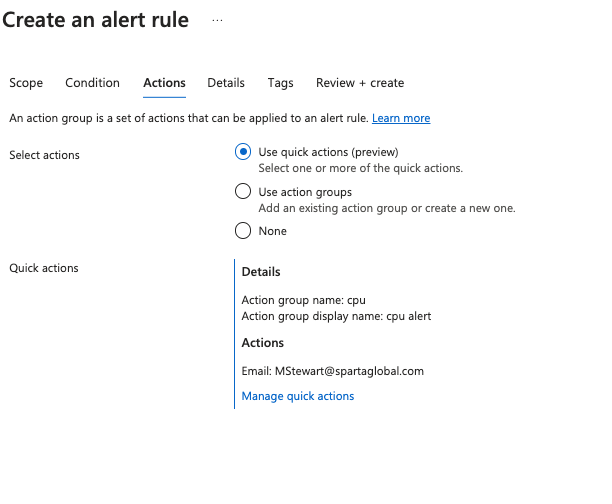 Create an alert rule ...
Scope Condition Actions Details Tags Review + create
An action group is a set of actions that can be applied to an alert rule. Learn more
Select actions
Use quick actions (preview)
Select one or more of the quick actions.
Use action groups
Add an existing action group or create a new one.
None
Quick actions
Details
Action group name: cpu
Action group display name: cpu alert
Actions
Email: MStewart@spartaglobal.com
Manage quick actions